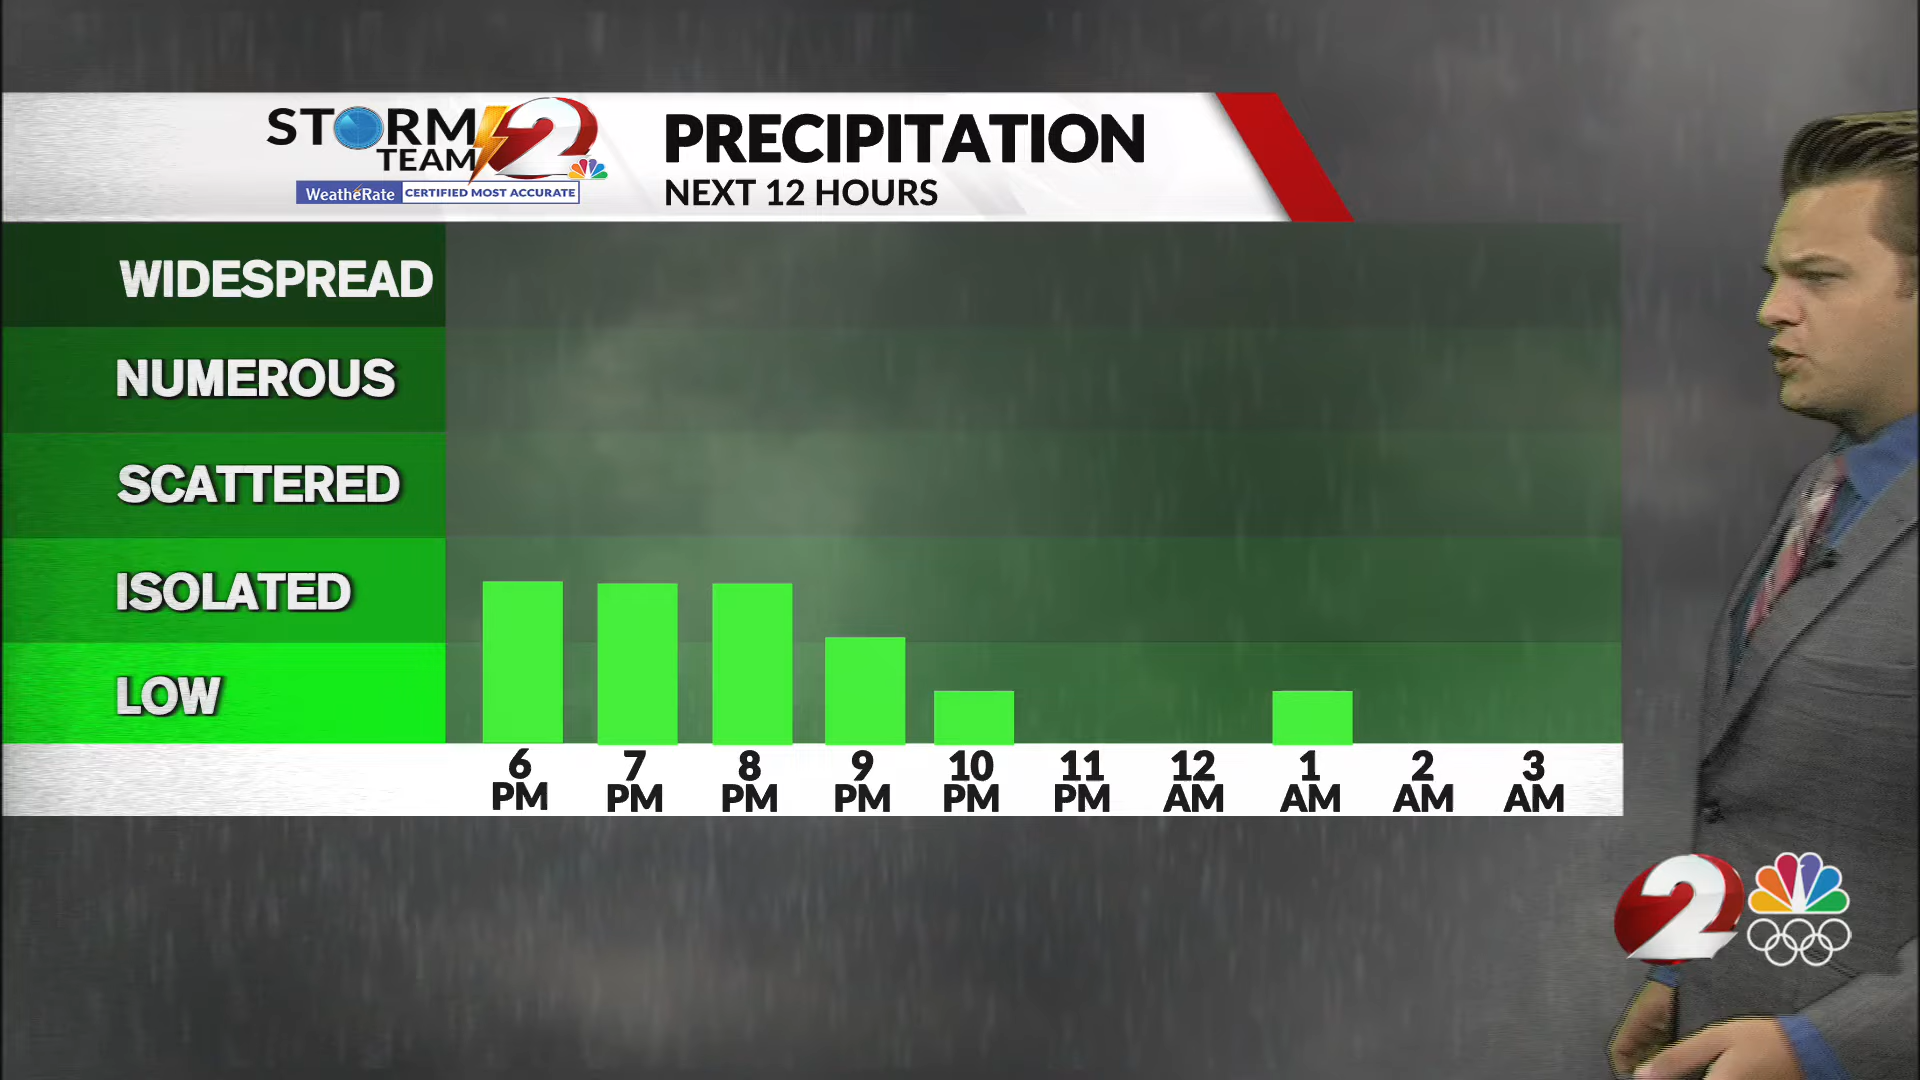 STORM
TEAM
2
WeatheRate CERTIFIED MOST ACCURATE
PRECIPITATION
NEXT 12 HOURS
WIDESPREAD
NUMEROUS
SCATTERED
ISOLATED
LOW
6 PM
7 PM
8 PM
9 PM
10 PM
11 PM
12 AM
1 AM
2 AM
3 AM
2